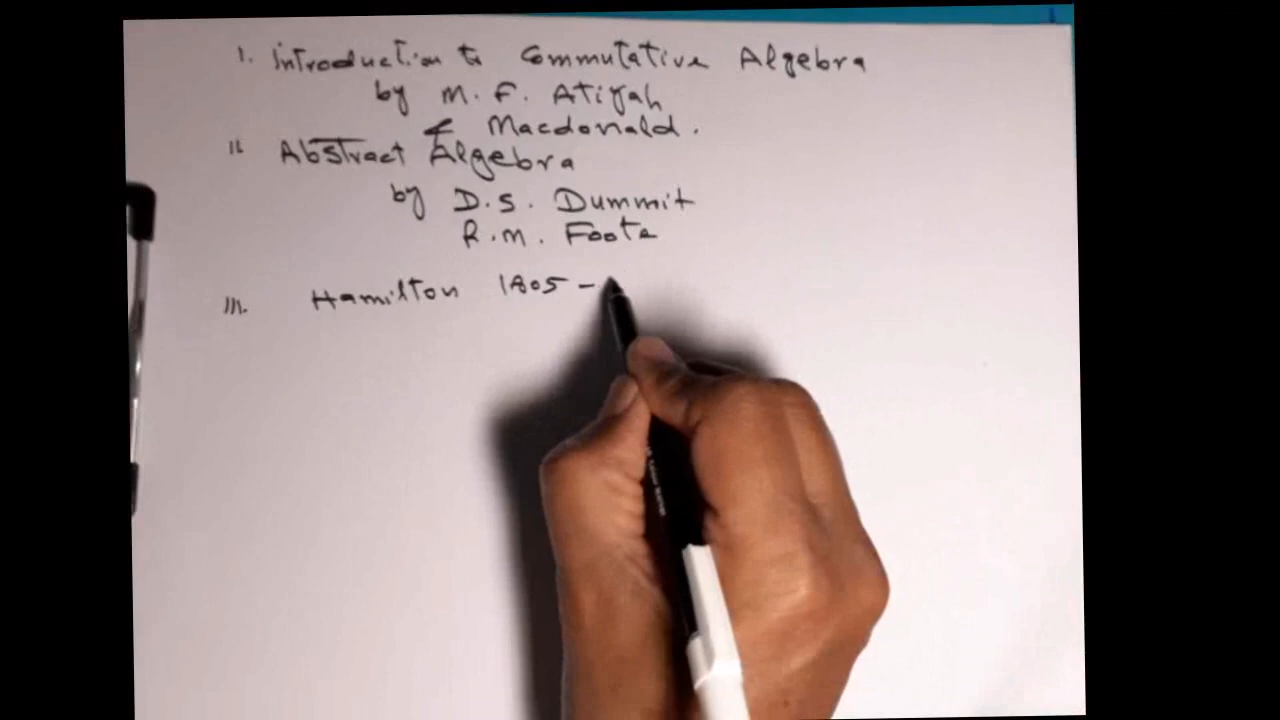 I. Introduction to Commutative Algebra
by M. F. Atiyah
& Macdonald.
II. Abstract Algebra
by D.S. Dummit
R.M. Foote
III. Hamilton 1805 -